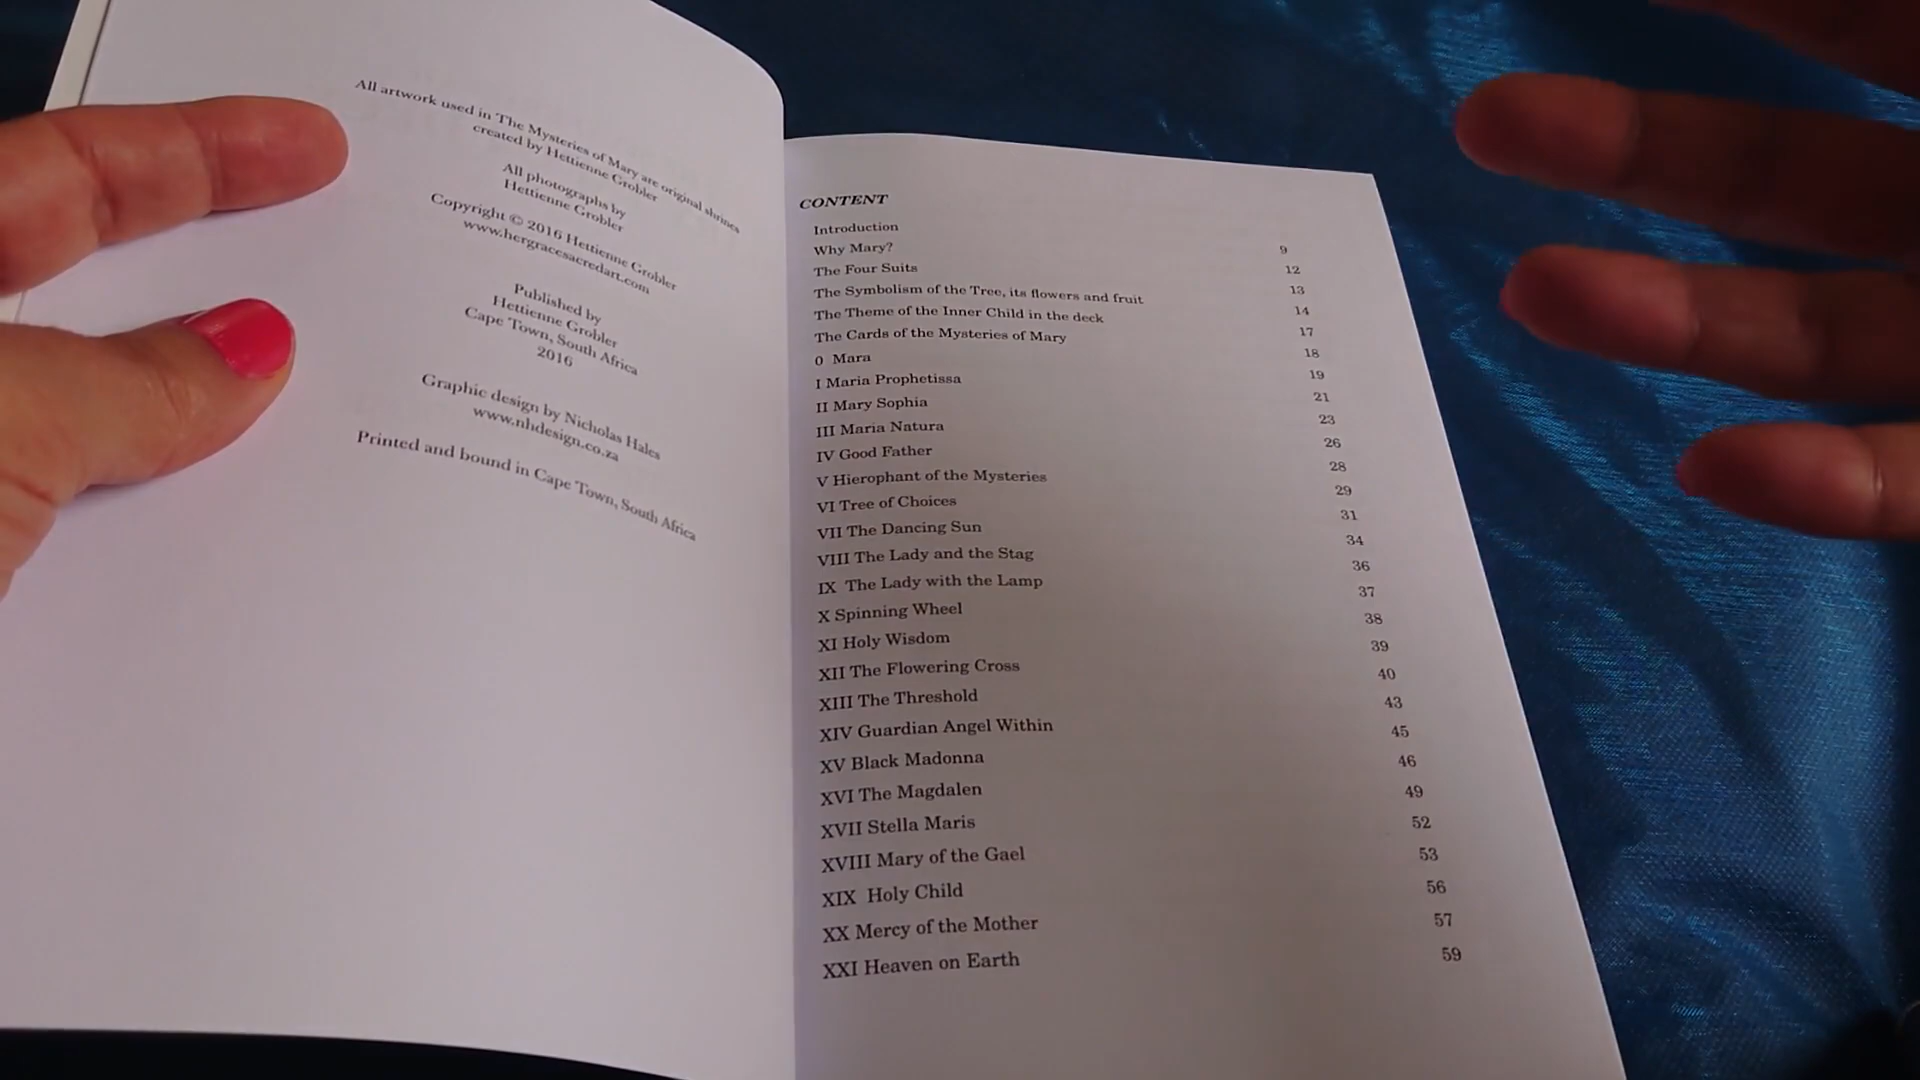 All artwork used in The Mysteries of Mary are original shrines
created by Hettienne Grobler
All photographs by
Hettienne Grobler
Copyright © 2016 Hettienne Grobler
www.hergracesacredart.com
Published by
Hettienne Grobler
Cape Town, South Africa
2016
Graphic design by Nicholas Hales
www.nhdesign.co.za
Printed and bound in Cape Town, South Africa
CONTENT
Introduction 9
Why Mary? 12
The Four Suits 13
The Symbolism of the Tree, its flowers and fruit 14
The Theme of the Inner Child in the deck 17
The Cards of the Mysteries of Mary 18
0 Mara 19
I Maria Prophetissa 21
II Mary Sophia 23
III Maria Natura 26
IV Good Father 28
V Hierophant of the Mysteries 29
VI Tree of Choices 31
VII The Dancing Sun 34
VIII The Lady and the Stag 36
IX The Lady with the Lamp 37
X Spinning Wheel 38
XI Holy Wisdom 39
XII The Flowering Cross 40
XIII The Threshold 43
XIV Guardian Angel Within 45
XV Black Madonna 46
XVI The Magdalen 49
XVII Stella Maris 52
XVIII Mary of the Gael 53
XIX Holy Child 56
XX Mercy of the Mother 57
XXI Heaven on Earth 59